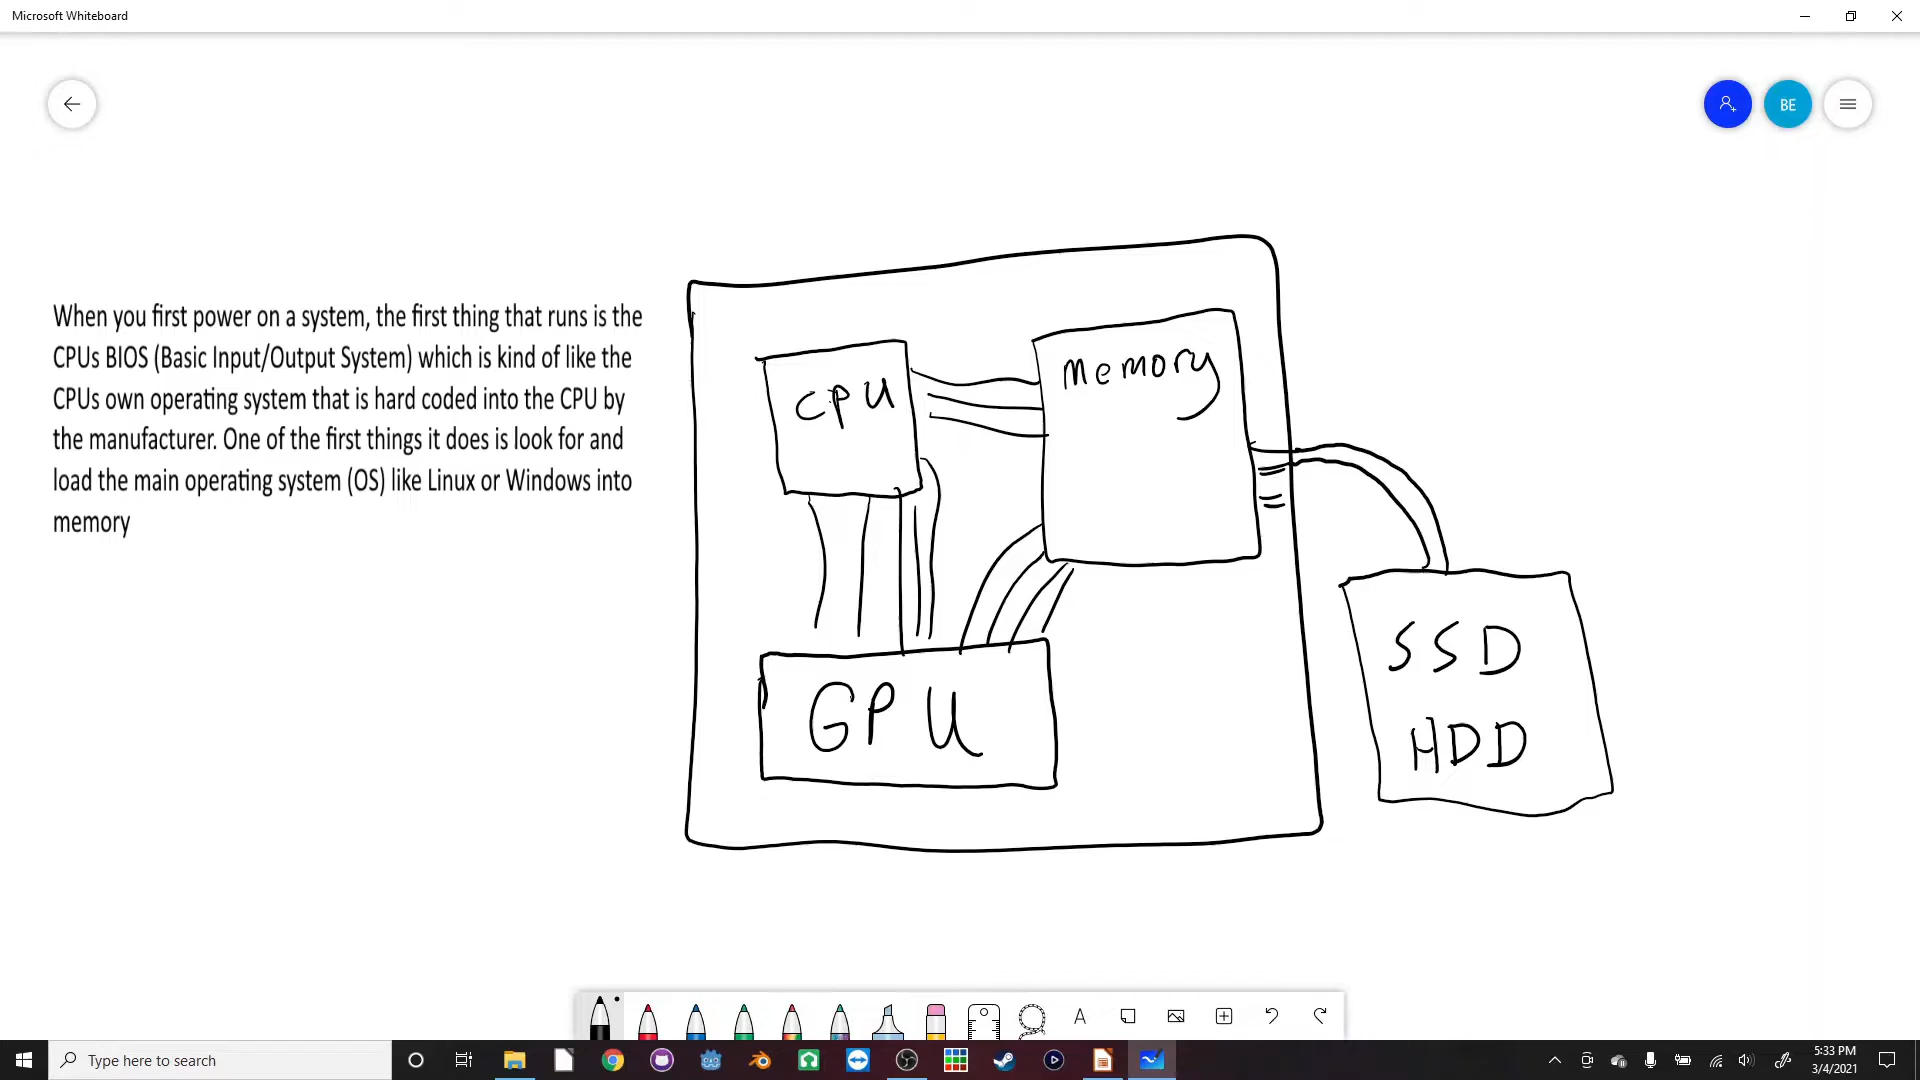 Microsoft Whiteboard
BE
When you first power on a system, the first thing that runs is the
CPUs BIOS (Basic Input/Output System) which is kind of like the
CPUs own operating system that is hard coded into the CPU by
the manufacturer. One of the first things it does is look for and
load the main operating system (OS) like Linux or Windows into
memory
CPU
Memory
GPU
SSD
HDD
A
Type here to search
5:33 PM
3/4/2021